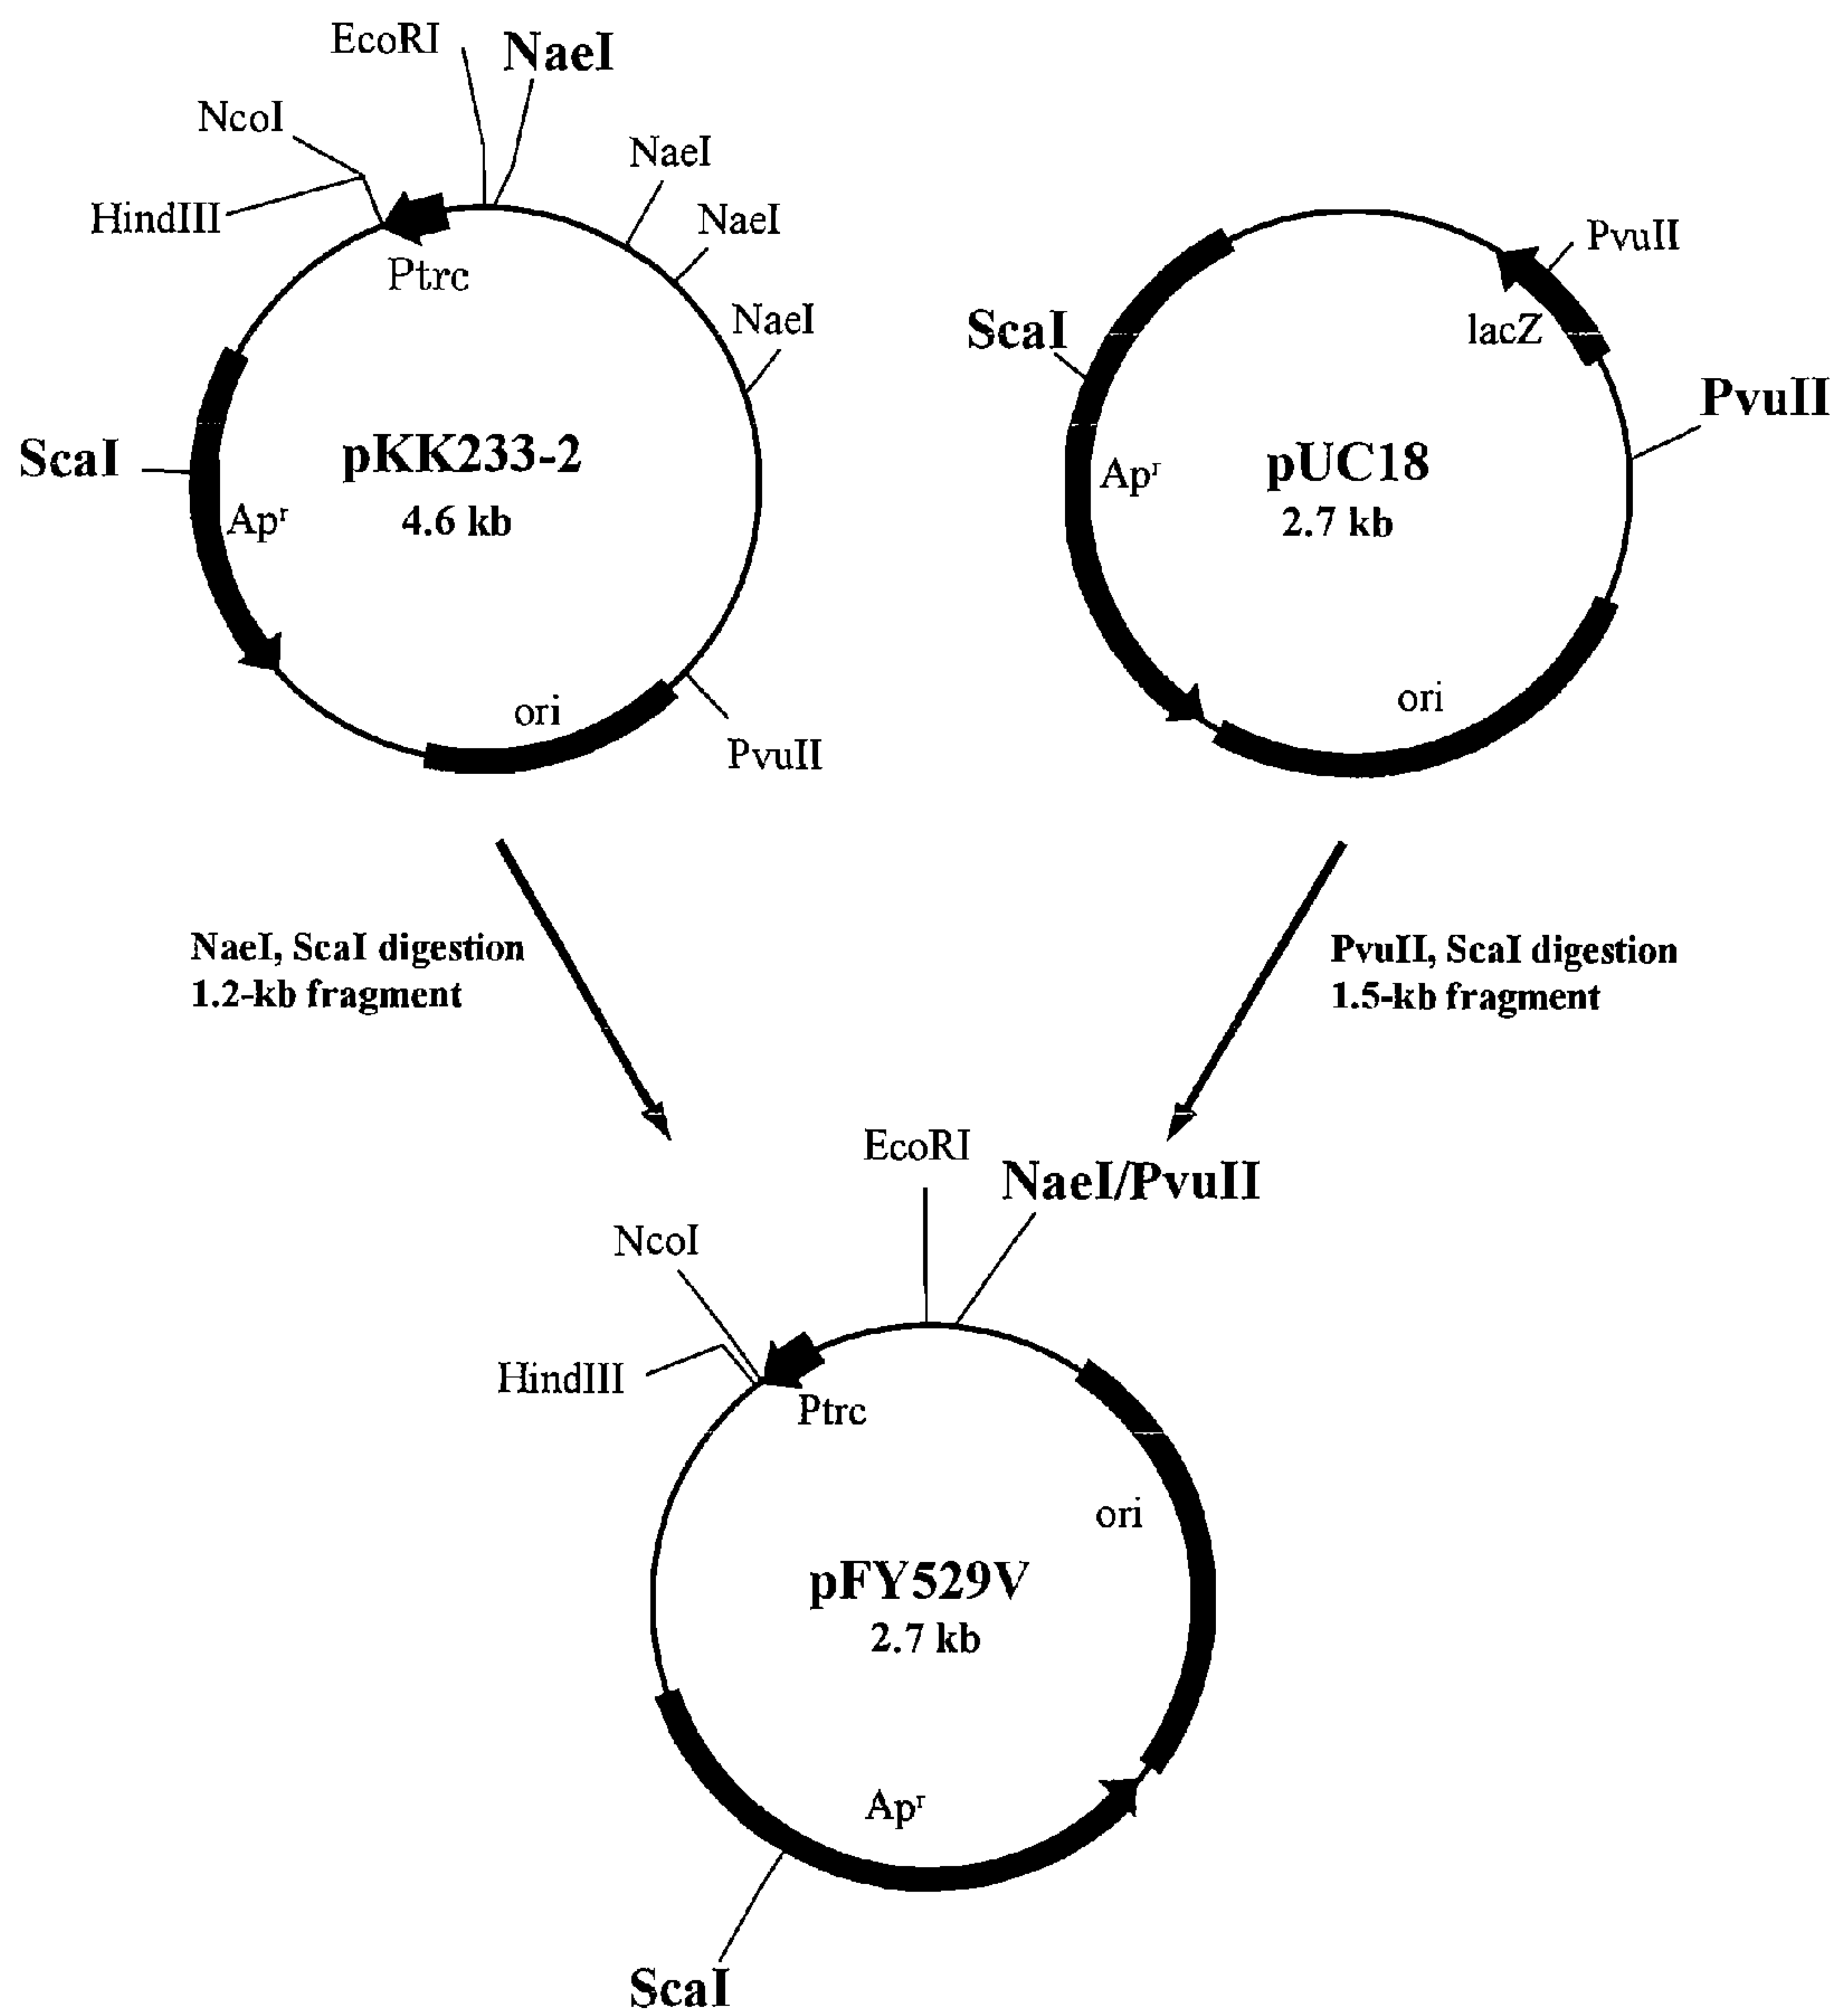 EcoRI
NaeI
NcoI
NaeI
HindIII
NaeI
PvuII
Ptrc
NaeI
lacZ
ScaI
PvuII
ScaI
pKK233-2
4.6 kb
Apʳ
pUC18
2.7 kb
Apʳ
ori
ori
PvuII
NaeI, ScaI digestion
1.2-kb fragment
PvuII, ScaI digestion
1.5-kb fragment
EcoRI
NaeI/PvuII
NcoI
HindIII
Ptrc
ori
pFY529V
2.7 kb
Apʳ
ScaI